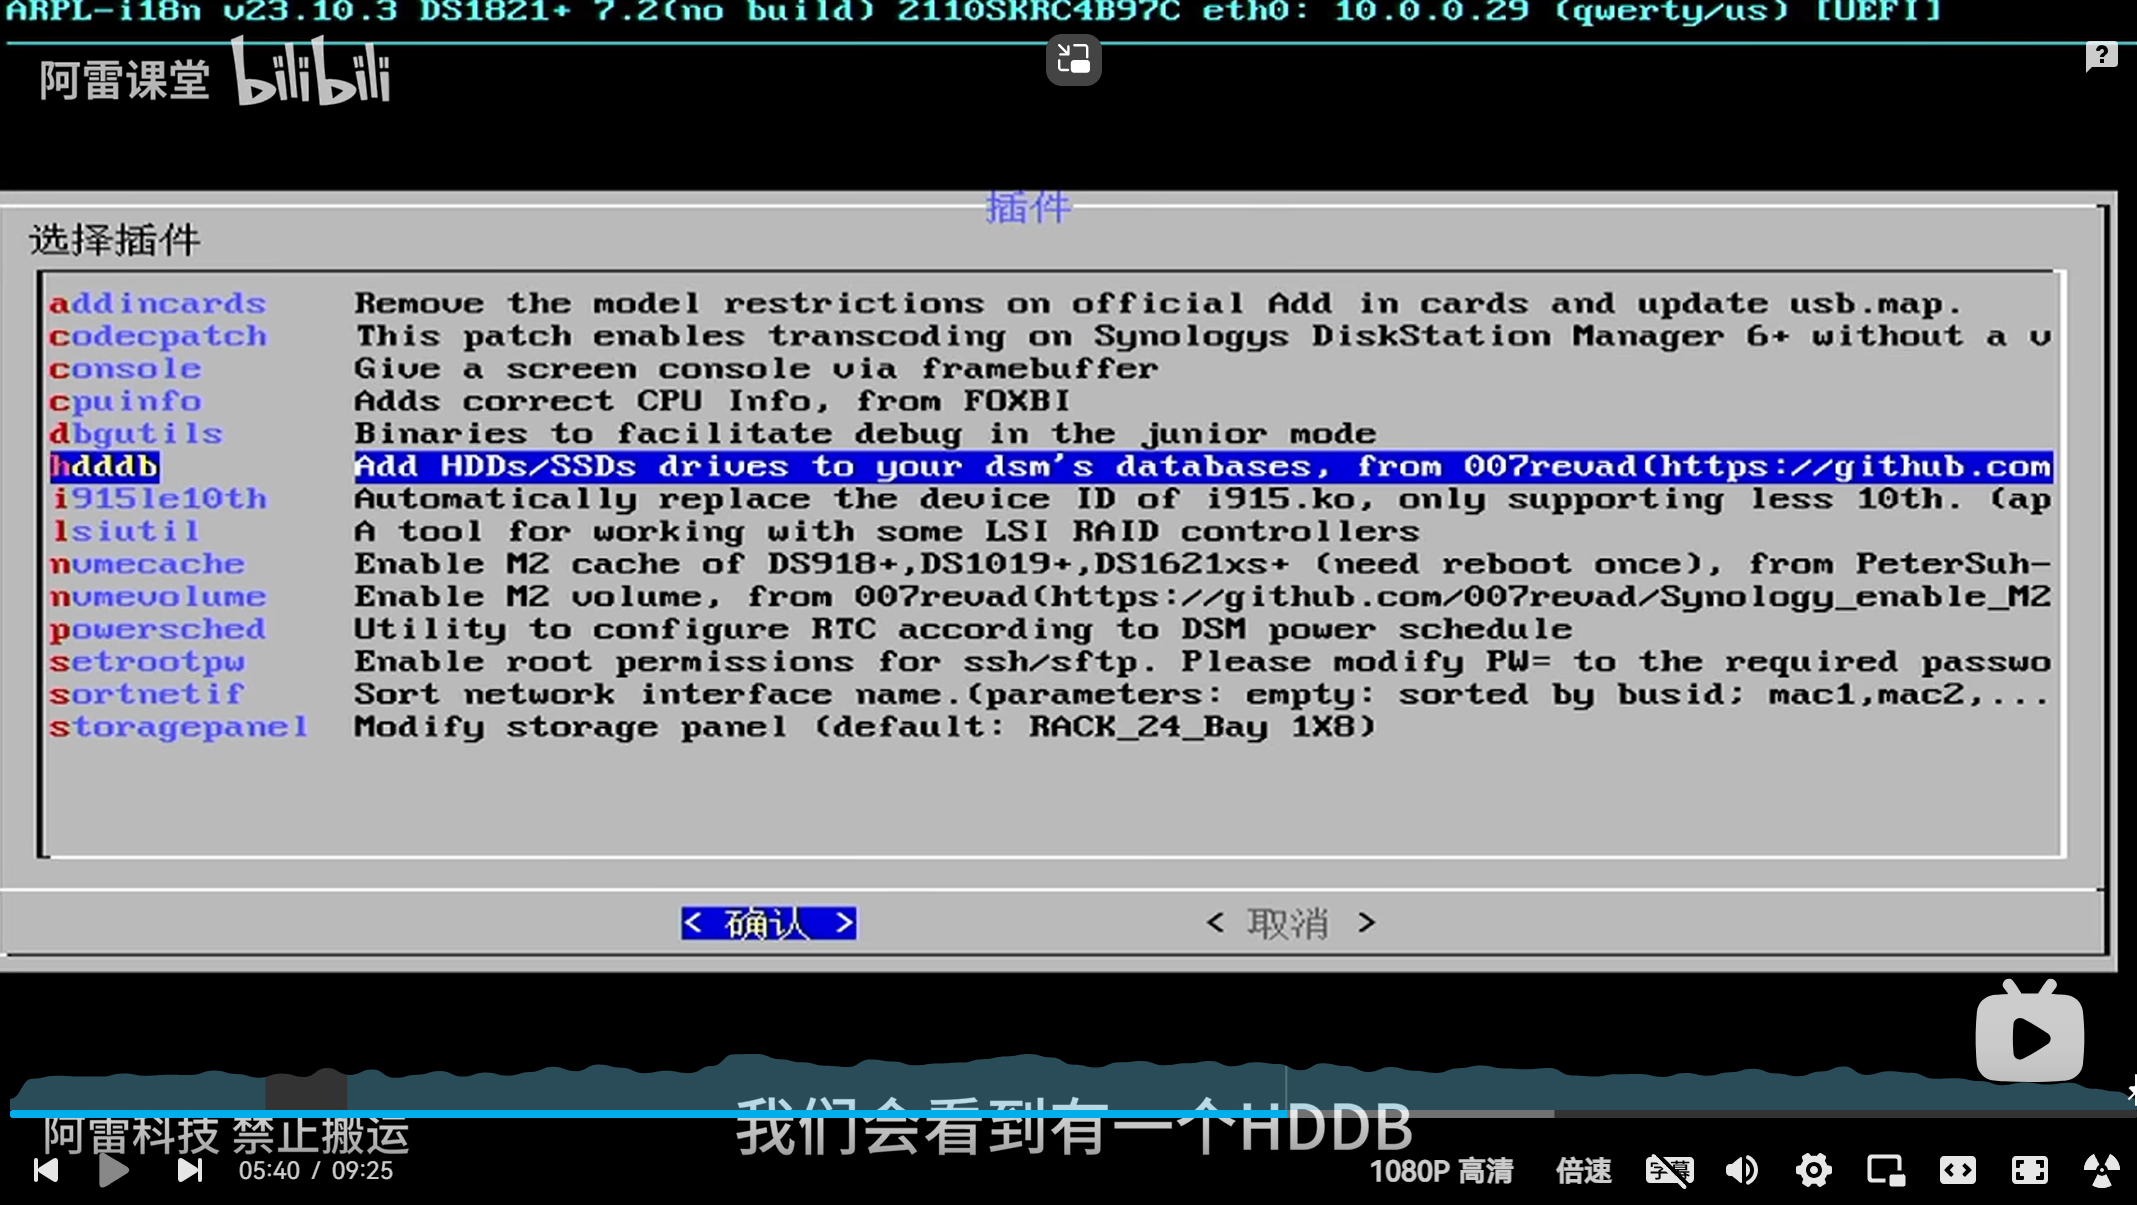 ARPL-i18n v23.10.3 DS1821+ 7.2(no build) 2110SKRC4B97C eth0: 10.0.0.29 (qwerty/us) [UEFI]
阿雷课堂 bilibili
插件
选择插件
addincards Remove the model restrictions on official Add in cards and update usb.map.
codecpatch This patch enables transcoding on Synologys DiskStation Manager 6+ without a v
console Give a screen console via framebuffer
cpuinfo Adds correct CPU Info, from FOXBI
dbgutils Binaries to facilitate debug in the junior mode
hdddb Add HDDs/SSDs drives to your dsm's databases, from 007revad(https://github.com
i915le10th Automatically replace the device ID of i915.ko, only supporting less 10th. (ap
lsiutil A tool for working with some LSI RAID controllers
nvmecache Enable M2 cache of DS918+,DS1019+,DS1621xs+ (need reboot once), from PeterSuh-
nvmevolume Enable M2 volume, from 007revad(https://github.com/007revad/Synology_enable_M2
powersched Utility to configure RTC according to DSM power schedule
setrootpw Enable root permissions for ssh/sftp. Please modify PW= to the required passwo
sortnetif Sort network interface name.(parameters: empty: sorted by busid; mac1,mac2,...
storagepanel Modify storage panel (default: RACK_24_Bay 1X8)
< 确认 > < 取消 >
我们会看到有一个HDDB
阿雷科技 禁止搬运
05:40 / 09:25 1080P 高清 倍速 字幕